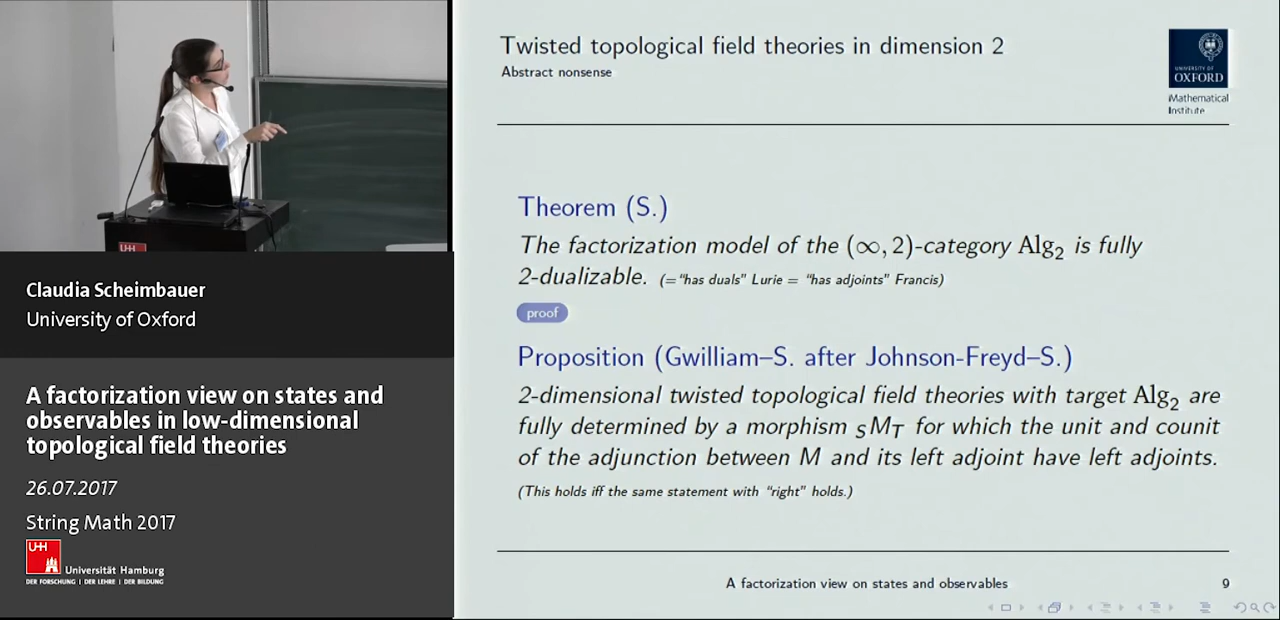 Twisted topological field theories in dimension 2
Abstract nonsense
UNIVERSITY OF
OXFORD
Mathematical
Institute
Theorem (S.)
The factorization model of the (∞, 2)-category Alg₂ is fully
2-dualizable. (="has duals" Lurie = "has adjoints" Francis)
proof
Proposition (Gwilliam–S. after Johnson-Freyd–S.)
2-dimensional twisted topological field theories with target Alg₂ are
fully determined by a morphism ₛM_T for which the unit and counit
of the adjunction between M and its left adjoint have left adjoints.
(This holds iff the same statement with "right" holds.)
A factorization view on states and observables
9
UH
Claudia Scheimbauer
University of Oxford
A factorization view on states and
observables in low-dimensional
topological field theories
26.07.2017
String Math 2017
UH
Universität Hamburg
DER FORSCHUNG | DER LEHRE | DER BILDUNG